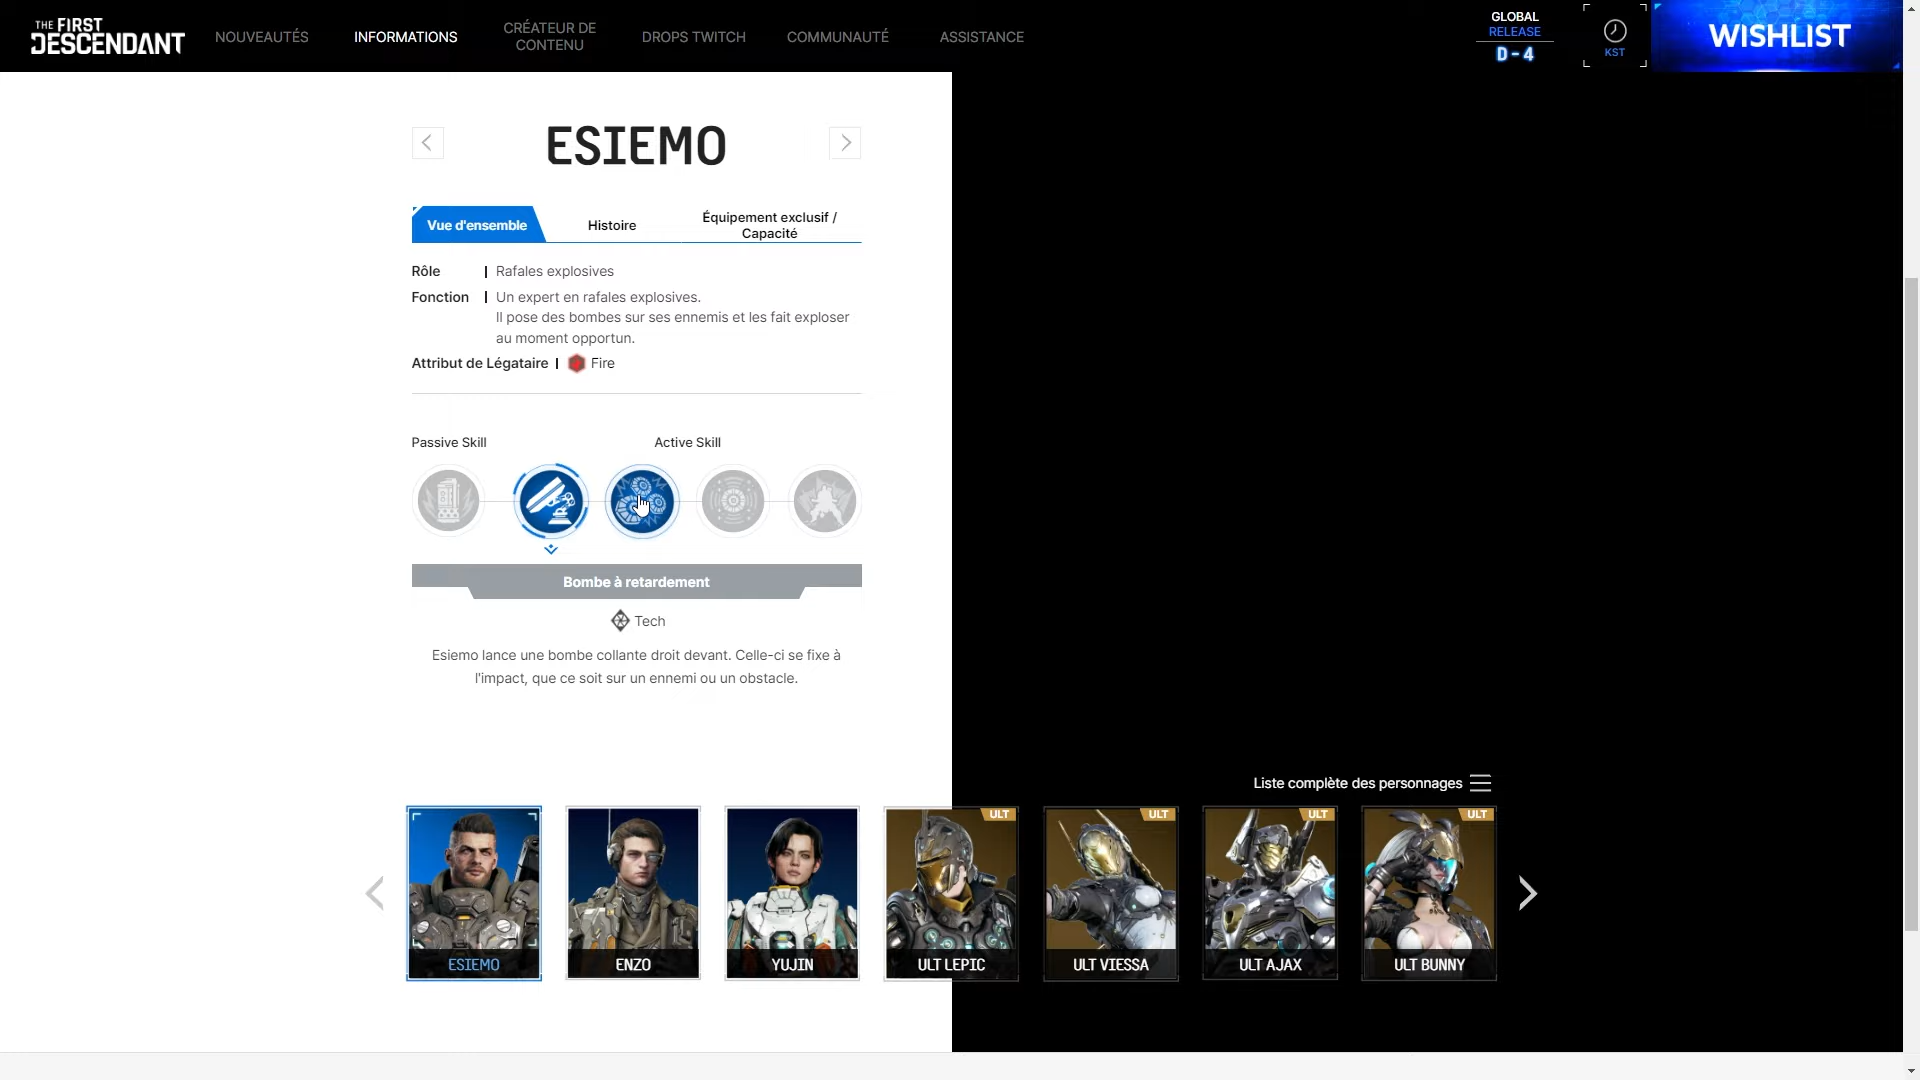 THE FIRST
DESCENDANT
NOUVEAUTÉS
INFORMATIONS
CRÉATEUR DE
CONTENU
DROPS TWITCH
COMMUNAUTÉ
ASSISTANCE
GLOBAL
RELEASE
D-4
KST
WISHLIST
ESIEMO
Vue d'ensemble
Histoire
Équipement exclusif /
Capacité
Rôle
Rafales explosives
Fonction
Un expert en rafales explosives.
Il pose des bombes sur ses ennemis et les fait exploser
au moment opportun.
Attribut de Légataire
Fire
Passive Skill
Active Skill
Bombe à retardement
Tech
Esiemo lance une bombe collante droit devant. Celle-ci se fixe à
l'impact, que ce soit sur un ennemi ou un obstacle.
Liste complète des personnages
ULT
ULT
ULT
ULT
ESIEMO
ENZO
YUJIN
ULT LEPIC
ULT VIESSA
ULT AJAX
ULT BUNNY